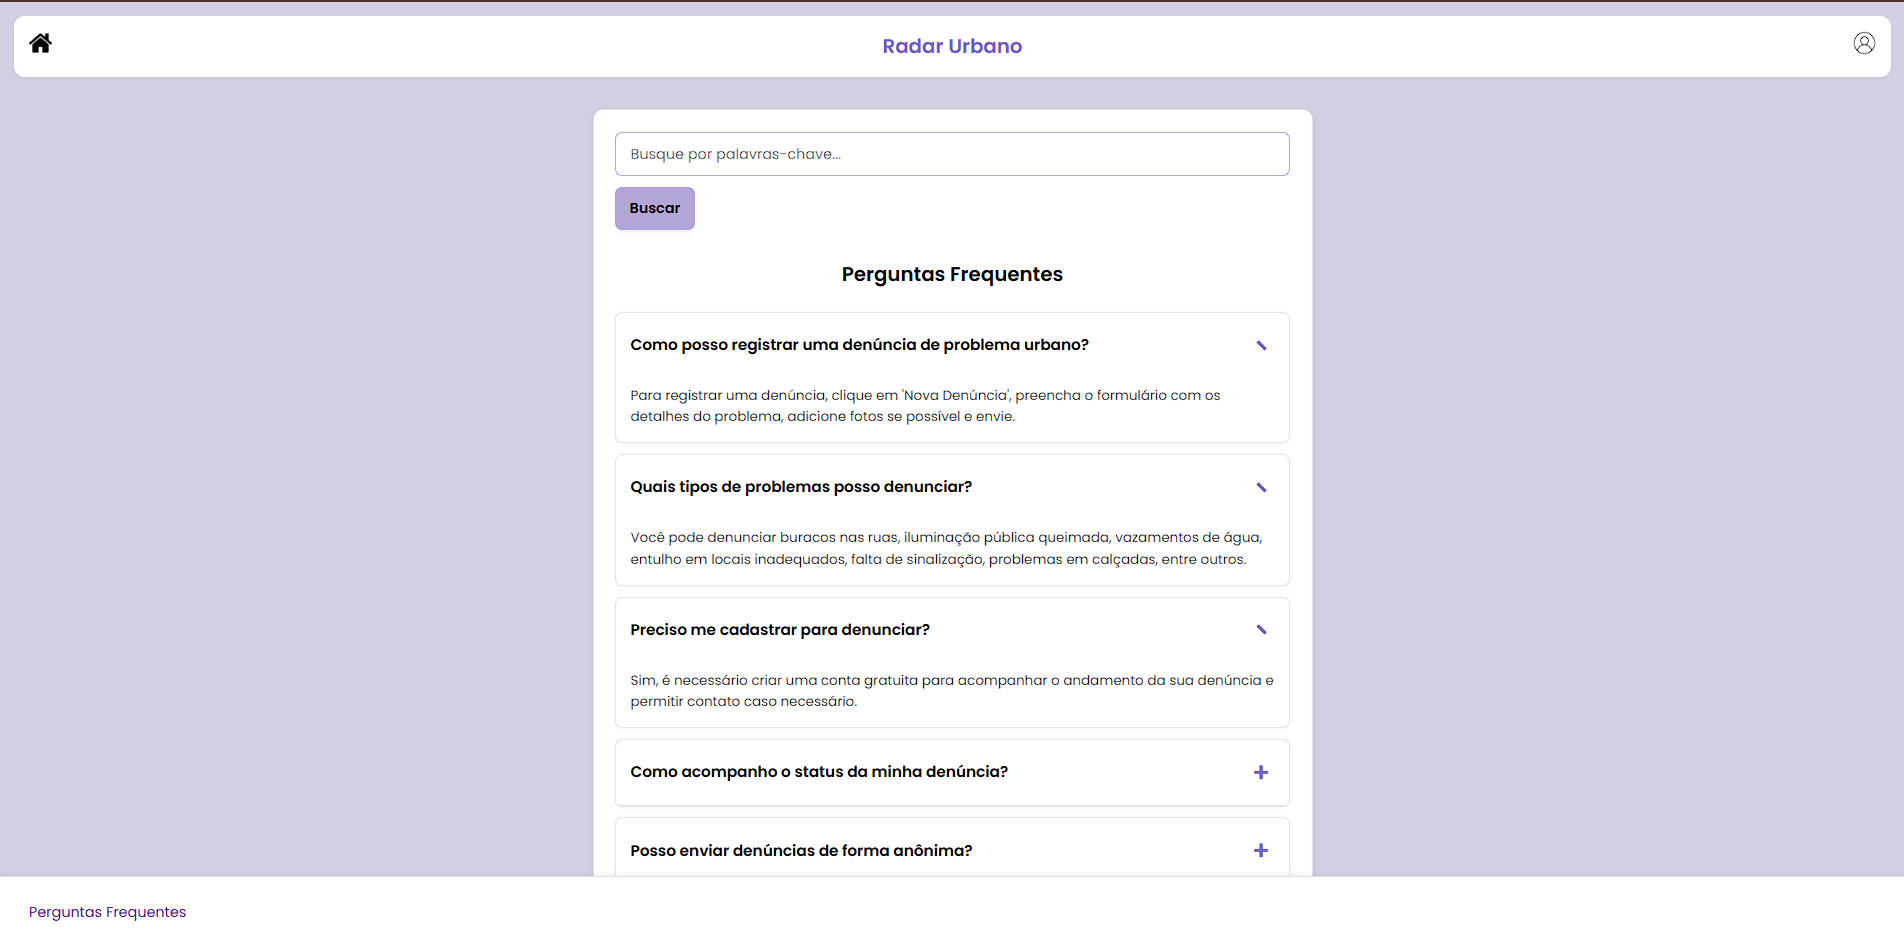 Radar Urbano
Busque por palavras-chave...
Buscar
Perguntas Frequentes
Como posso registrar uma denúncia de problema urbano?
Para registrar uma denúncia, clique em 'Nova Denúncia', preencha o formulário com os
detalhes do problema, adicione fotos se possível e envie.
Quais tipos de problemas posso denunciar?
Você pode denunciar buracos nas ruas, iluminação pública queimada, vazamentos de água,
entulho em locais inadequados, falta de sinalização, problemas em calçadas, entre outros.
Preciso me cadastrar para denunciar?
Sim, é necessário criar uma conta gratuita para acompanhar o andamento da sua denúncia e
permitir contato caso necessário.
Como acompanho o status da minha denúncia?
Posso enviar denúncias de forma anônima?
Perguntas Frequentes